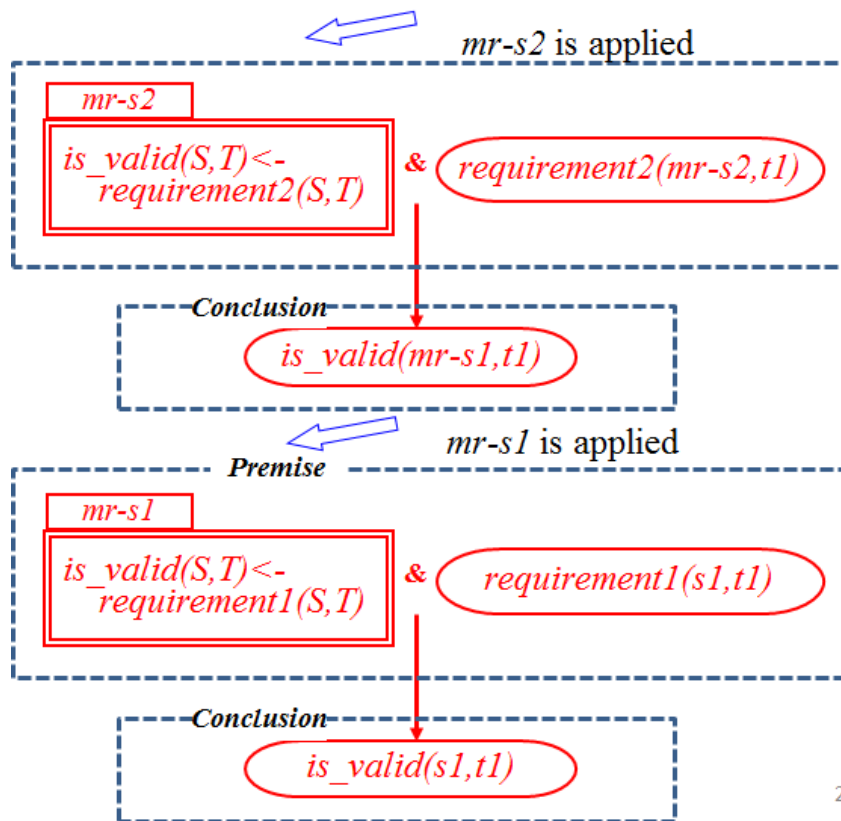 mr-s2 is applied
mr-s2
is_valid(S,T)<-
requirement2(S,T)
&
requirement2(mr-s2,t1)
Conclusion
is_valid(mr-s1,t1)
mr-s1 is applied
Premise
mr-s1
is_valid(S,T)<-
requirement1(S,T)
&
requirement1(s1,t1)
Conclusion
is_valid(s1,t1)
2